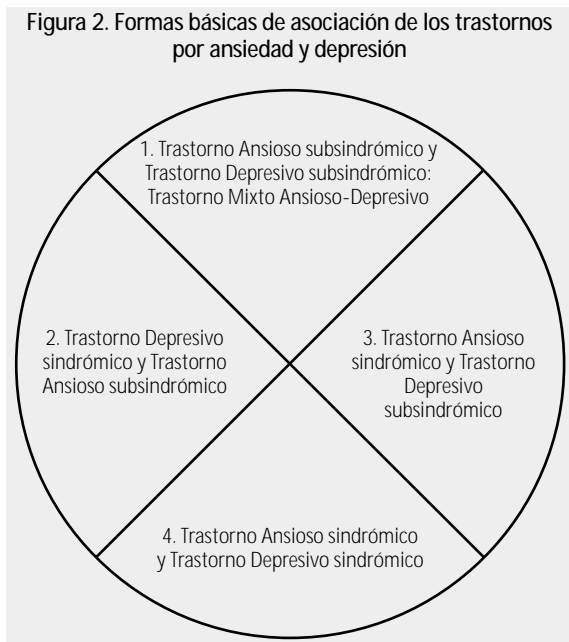 Figura 2. Formas básicas de asociación de los trastornos
por ansiedad y depresión
1. Trastorno Ansioso subsindrómico y
Trastorno Depresivo subsindrómico:
Trastorno Mixto Ansioso-Depresivo
2. Trastorno Depresivo
sindrómico y Trastorno
Ansioso subsindrómico
3. Trastorno Ansioso
sindrómico y Trastorno
Depresivo
subsindrómico
4. Trastorno Ansioso sindrómico
y Trastorno Depresivo sindrómico